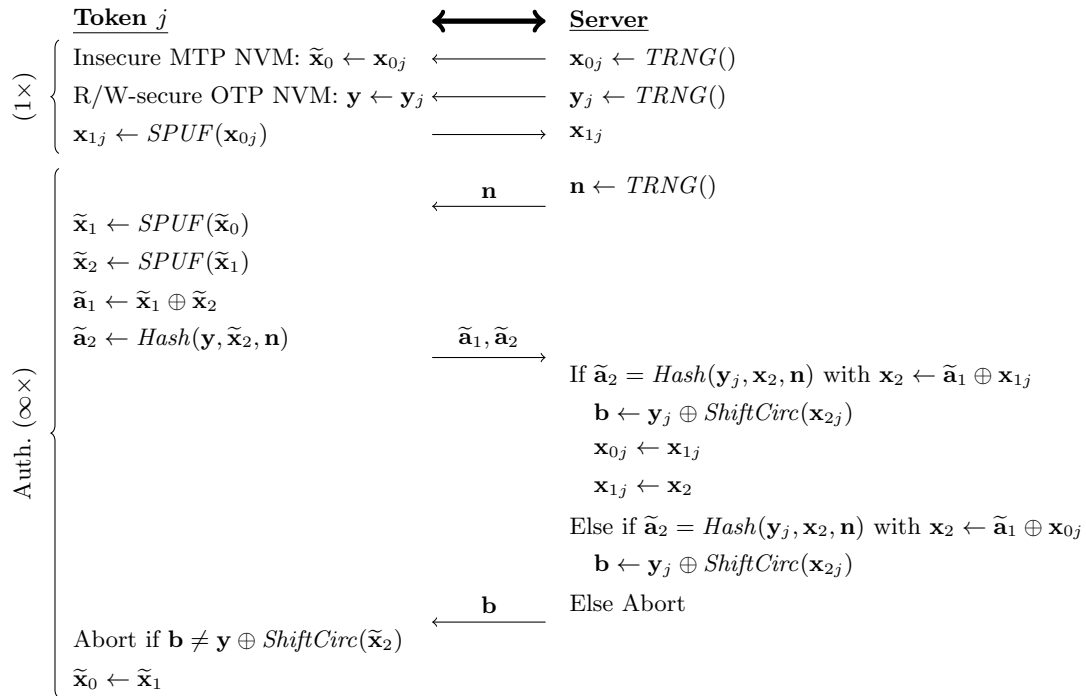 Token j Server
(1×)
Insecure MTP NVM: x̃₀ ← x₀ⱼ x₀ⱼ ← TRNG()
R/W-secure OTP NVM: y ← yⱼ yⱼ ← TRNG()
x₁ⱼ ← SPUF(x₀ⱼ) x₁ⱼ
Auth. (∞×)
n n ← TRNG()
x̃₁ ← SPUF(x̃₀)
x̃₂ ← SPUF(x̃₁)
ã₁ ← x̃₁ ⊕ x̃₂
ã₂ ← Hash(y, x̃₂, n) ã₁, ã₂
If ã₂ = Hash(yⱼ, x₂, n) with x₂ ← ã₁ ⊕ x₁ⱼ
b ← yⱼ ⊕ ShiftCirc(x₂ⱼ)
x₀ⱼ ← x₁ⱼ
x₁ⱼ ← x₂
Else if ã₂ = Hash(yⱼ, x₂, n) with x₂ ← ã₁ ⊕ x₀ⱼ
b ← yⱼ ⊕ ShiftCirc(x₂ⱼ)
b Else Abort
Abort if b ≠ y ⊕ ShiftCirc(x̃₂)
x̃₀ ← x̃₁